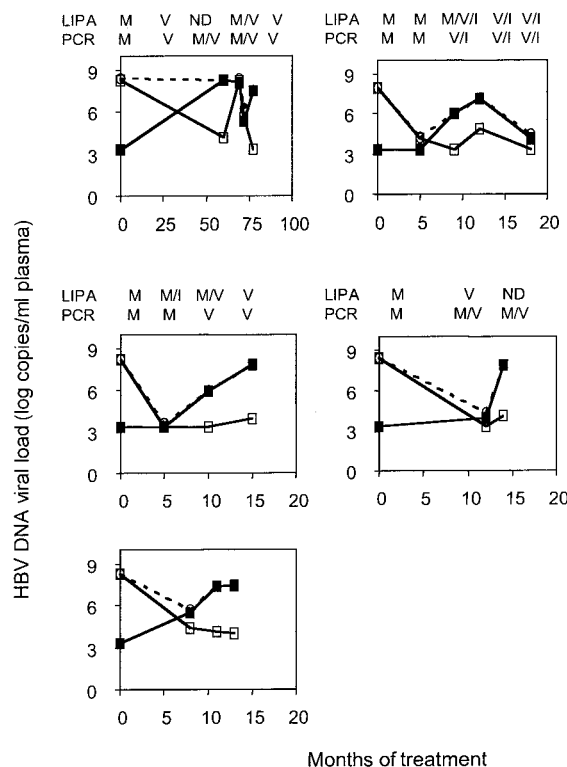 LIPA M V ND M/V V
PCR M V M/V M/V V
9
6
3
0
0 25 50 75 100
LIPA M M M/V/I V/I V/I
PCR M M V/I V/I V/I
9
6
3
0
0 5 10 15 20
LIPA M M/I M/V V
PCR M M V V
9
6
3
0
0 5 10 15 20
LIPA M V ND
PCR M M/V M/V
9
6
3
0
0 5 10 15 20
9
6
3
0
0 5 10 15 20
HBV DNA viral load (log copies/ml plasma)
Months of treatment